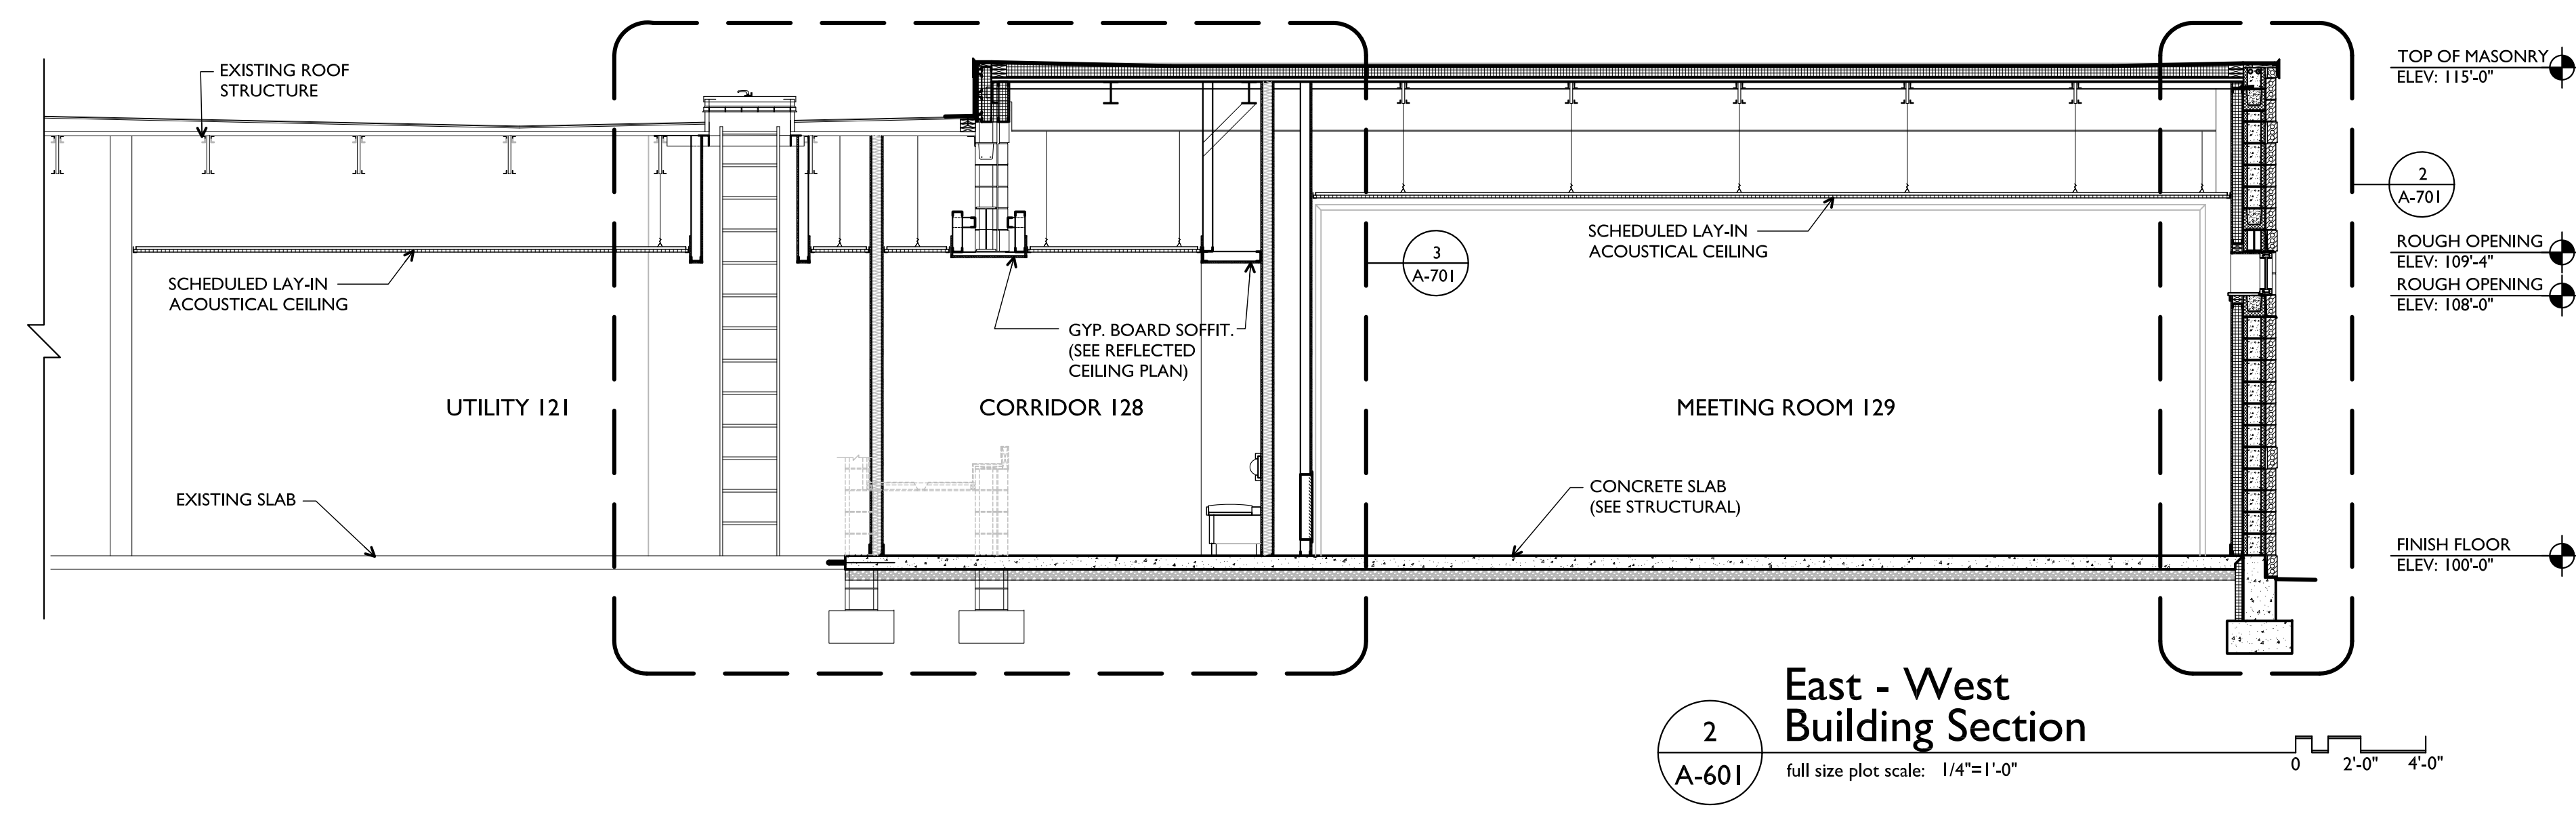 EXISTING ROOF
STRUCTURE
TOP OF MASONRY
ELEV: 115'-0"
2
A-701
SCHEDULED LAY-IN
ACOUSTICAL CEILING
3
A-701
SCHEDULED LAY-IN
ACOUSTICAL CEILING
ROUGH OPENING
ELEV: 109'-4"
ROUGH OPENING
ELEV: 108'-0"
GYP. BOARD SOFFIT.
(SEE REFLECTED
CEILING PLAN)
UTILITY 121
CORRIDOR 128
MEETING ROOM 129
EXISTING SLAB
CONCRETE SLAB
(SEE STRUCTURAL)
FINISH FLOOR
ELEV: 100'-0"
2
A-601
East - West
Building Section
full size plot scale: 1/4"=1'-0"
0 2'-0" 4'-0"